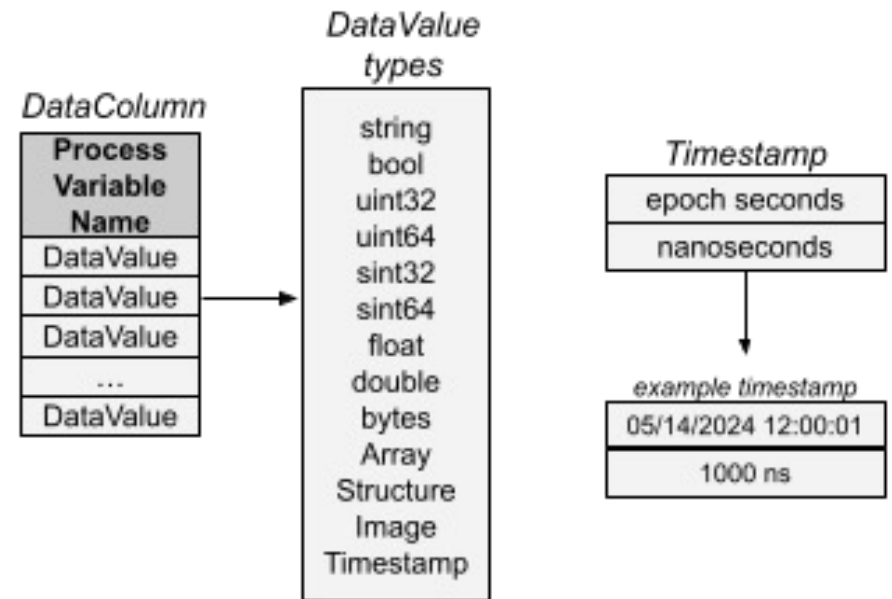 DataColumn
Process
Variable
Name
DataValue
DataValue
DataValue
...
DataValue
DataValue
types
string
bool
uint32
uint64
sint32
sint64
float
double
bytes
Array
Structure
Image
Timestamp
Timestamp
epoch seconds
nanoseconds
example timestamp
05/14/2024 12:00:01
1000 ns